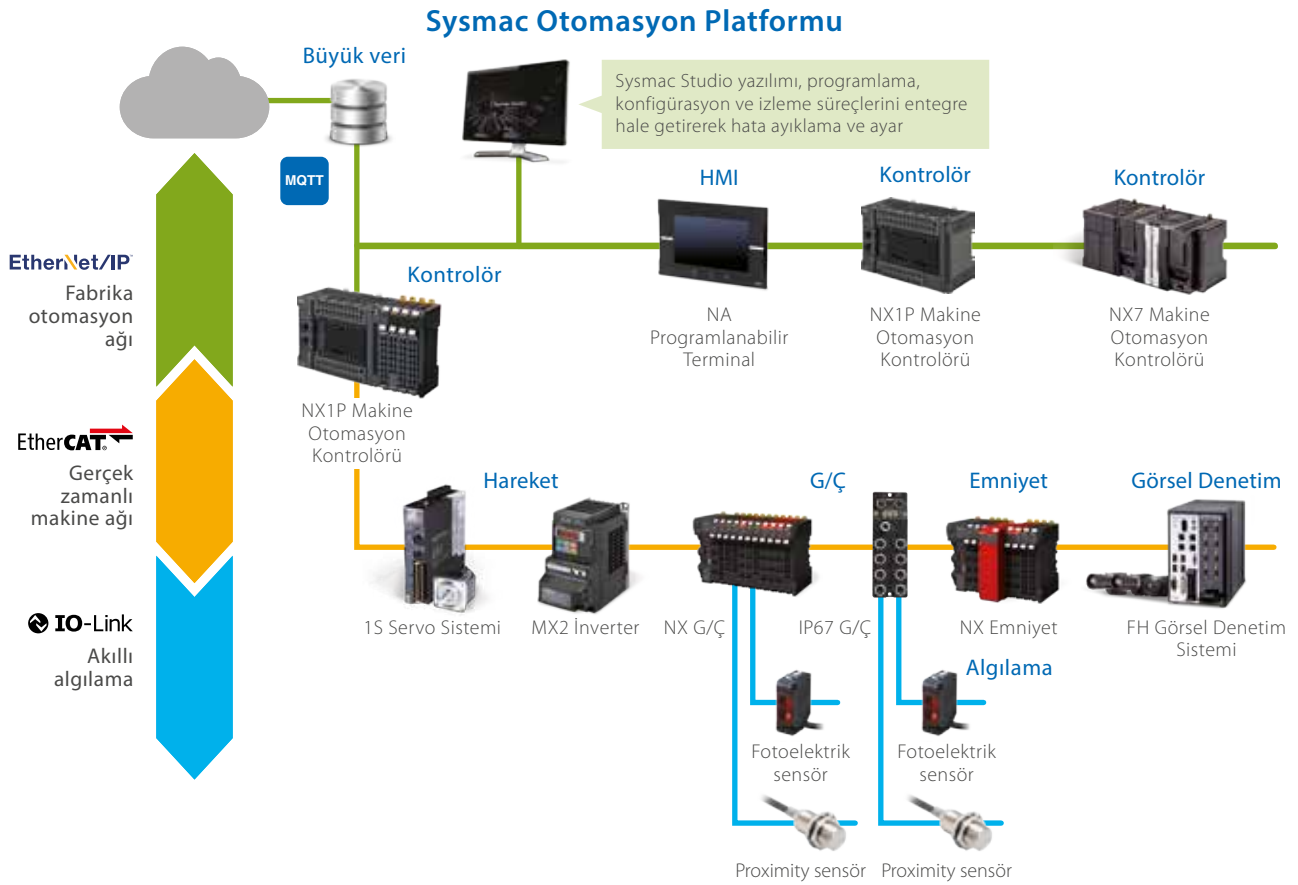 Sysmac Otomasyon Platformu
Büyük veri
Sysmac Studio yazılımı, programlama,
konfigürasyon ve izleme süreçlerini entegre
hale getirerek hata ayıklama ve ayar
MQTT
HMI
Kontrolör
Kontrolör
EtherNet/IP
Fabrika
otomasyon
ağı
Kontrolör
NA
Programlanabilir
Terminal
NX1P Makine
Otomasyon
Kontrolörü
NX7 Makine
Otomasyon
Kontrolörü
NX1P Makine
Otomasyon
Kontrolörü
EtherCAT®
Gerçek
zamanlı
makine ağı
Hareket
G/Ç
Emniyet
Görsel Denetim
1S Servo Sistemi
MX2 İnverter
NX G/Ç
IP67 G/Ç
NX Emniyet
FH Görsel Denetim
Sistemi
IO-Link
Akıllı
algılama
Algılama
Fotoelektrik
sensör
Fotoelektrik
sensör
Proximity sensör
Proximity sensör